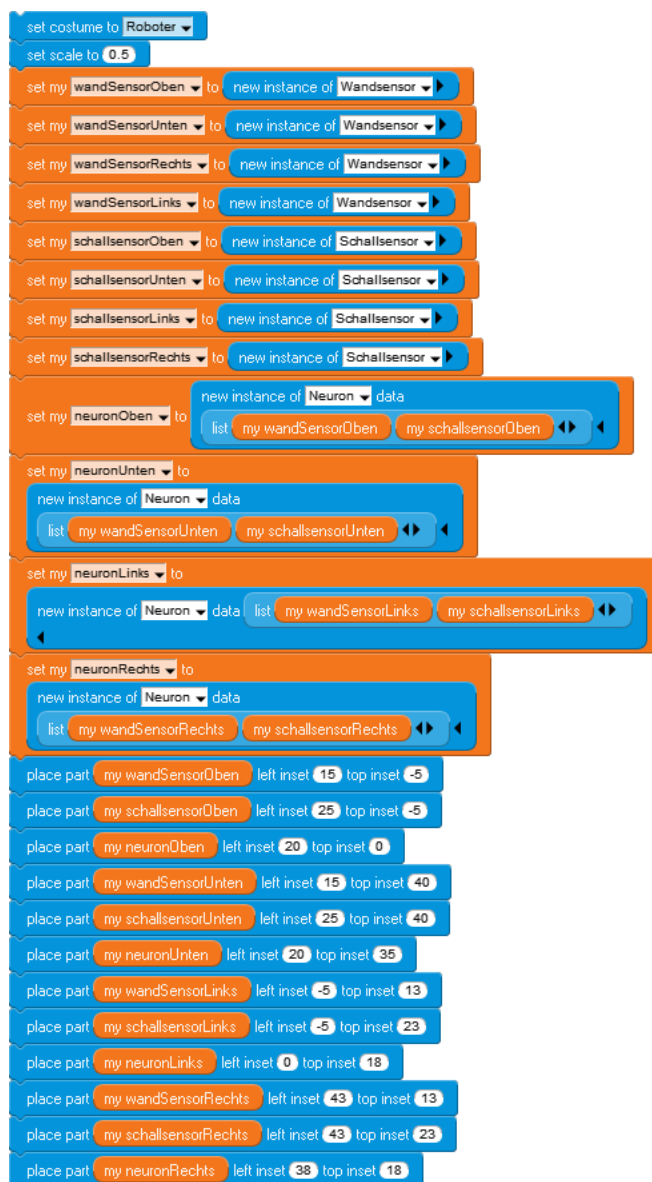 set costume to Roboter
set scale to 0.5
set my wandSensorOben to new instance of Wandsensor
set my wandSensorUnten to new instance of Wandsensor
set my wandSensorRechts to new instance of Wandsensor
set my wandSensorLinks to new instance of Wandsensor
set my schallsensorOben to new instance of Schallsensor
set my schallsensorUnten to new instance of Schallsensor
set my schallsensorLinks to new instance of Schallsensor
set my schallsensorRechts to new instance of Schallsensor
new instance of Neuron data
set my neuronOben to
list my wandSensorOben my schallsensorOben
set my neuronUnten to
new instance of Neuron data
list my wandSensorUnten my schallsensorUnten
set my neuronLinks to
new instance of Neuron data list my wandSensorLinks my schallsensorLinks
set my neuronRechts to
new instance of Neuron data
list my wandSensorRechts my schallsensorRechts
place part my wandSensorOben left inset 15 top inset -5
place part my schallsensorOben left inset 25 top inset -5
place part my neuronOben left inset 20 top inset 0
place part my wandSensorUnten left inset 15 top inset 40
place part my schallsensorUnten left inset 25 top inset 40
place part my neuronUnten left inset 20 top inset 35
place part my wandSensorLinks left inset -5 top inset 13
place part my schallsensorLinks left inset -5 top inset 23
place part my neuronLinks left inset 0 top inset 18
place part my wandSensorRechts left inset 43 top inset 13
place part my schallsensorRechts left inset 43 top inset 23
place part my neuronRechts left inset 38 top inset 18